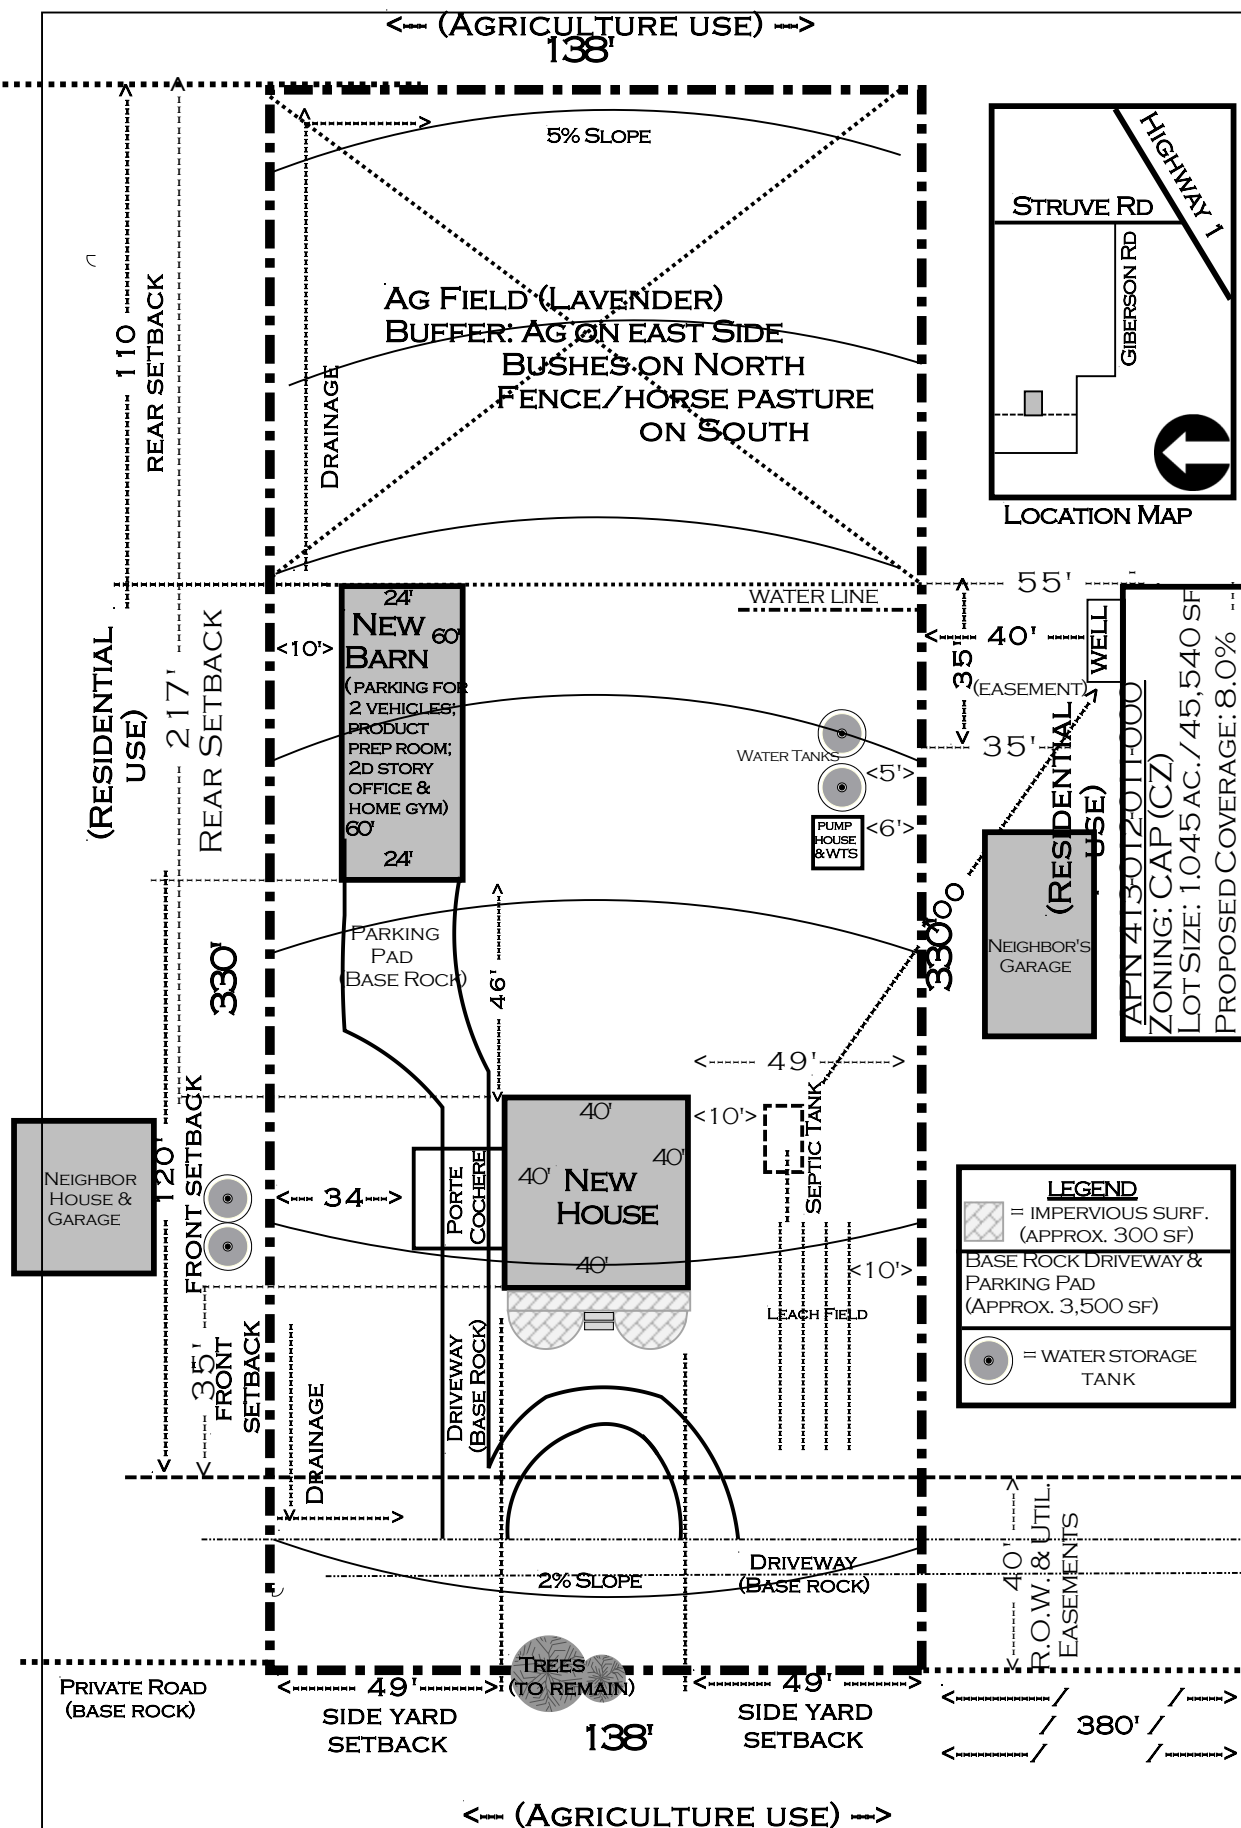 <--- (AGRICULTURE USE) --->
138'
5% SLOPE
HIGHWAY 1
STRUVE RD
GIBERSON RD
LOCATION MAP
110
REAR SETBACK
DRAINAGE
AG FIELD (LAVENDER)
BUFFER: AG ON EAST SIDE
BUSHES ON NORTH
FENCE/HORSE PASTURE
ON SOUTH
(RESIDENTIAL
USE)
217'
REAR SETBACK
<10'>
24'
NEW
BARN
60'
(PARKING FOR
2 VEHICLES;
PRODUCT
PREP ROOM;
2D STORY
OFFICE &
HOME GYM)
60'
24'
WATER LINE
55'
40'
WELL
35'
(EASEMENT)
35'
WATER TANKS
<5'>
PUMP
HOUSE
& WTS
<6'>
(RESIDENTIAL
USE)
APN 413-012-011-000
ZONING: CAP (CZ)
LOT SIZE: 1.045 AC./45,540 SF
PROPOSED COVERAGE: 8.0%
NEIGHBOR'S
GARAGE
330'
330'
100
PARKING
PAD
(BASE ROCK)
46'
49'
NEIGHBOR
HOUSE &
GARAGE
120'
FRONT SETBACK
34
PORTE
COCHERE
40'
40'
40'
NEW
HOUSE
40'
<10'>
SEPTIC TANK
<10'>
LEACH FIELD
LEGEND
= IMPERVIOUS SURF.
(APPROX. 300 SF)
BASE ROCK DRIVEWAY &
PARKING PAD
(APPROX. 3,500 SF)
= WATER STORAGE
TANK
35'
FRONT
SETBACK
DRAINAGE
DRIVEWAY
(BASE ROCK)
2% SLOPE
DRIVEWAY
(BASE ROCK)
40'
R.O.W. & UTIL.
EASEMENTS
PRIVATE ROAD
(BASE ROCK)
TREES
(TO REMAIN)
49'
SIDE YARD
SETBACK
138'
49'
SIDE YARD
SETBACK
380'
<--- (AGRICULTURE USE) --->